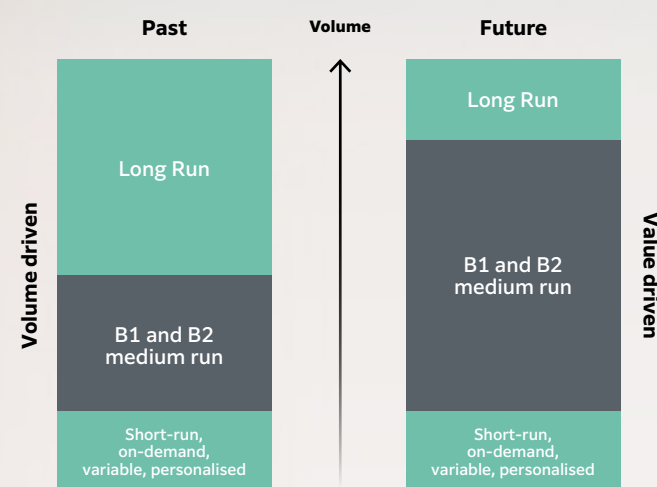 Past
Volume
Future
Volume driven
Long Run
B1 and B2
medium run
Short-run,
on-demand,
variable, personalised
Long Run
B1 and B2
medium run
Short-run,
on-demand,
variable, personalised
Value driven